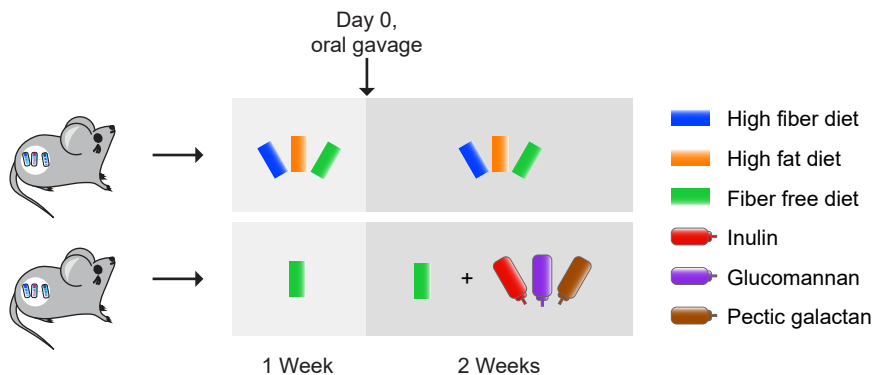 Day 0,
oral gavage
High fiber diet
High fat diet
Fiber free diet
+
Inulin
Glucomannan
Pectic galactan
1 Week
2 Weeks